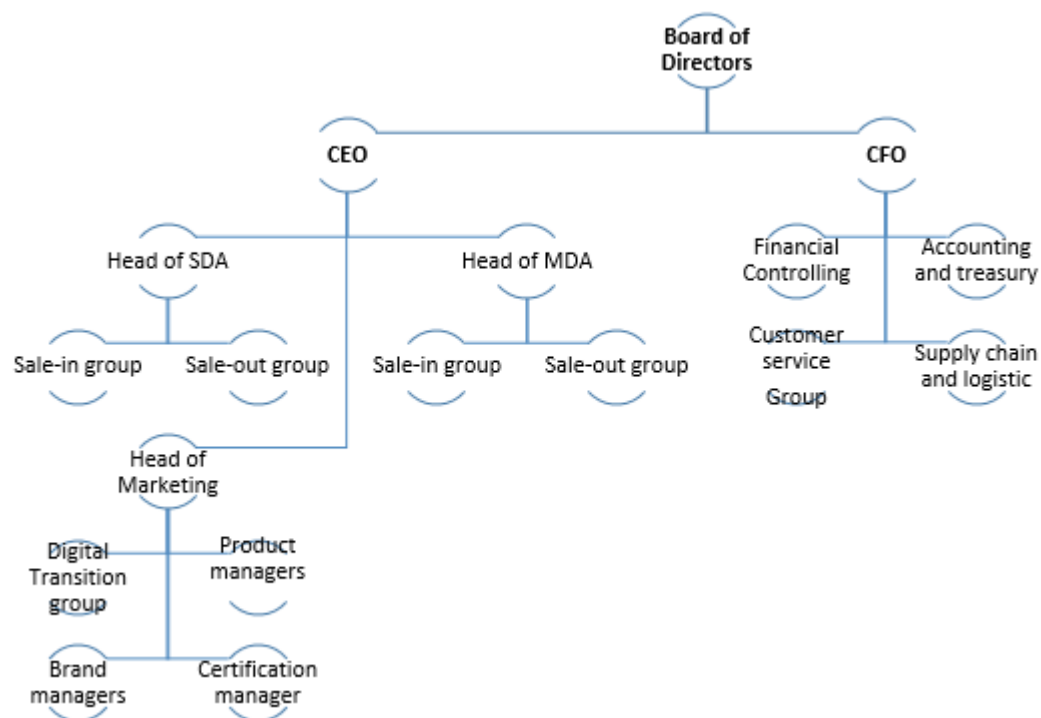 Board of
Directors
CEO
CFO
Head of SDA
Head of MDA
Financial
Controlling
Accounting
and treasury
Sale-in group
Sale-out group
Sale-in group
Sale-out group
Customer
service
Group
Supply chain
and logistic
Head of
Marketing
Digital
Transition
group
Product
managers
Brand
managers
Certification
manager